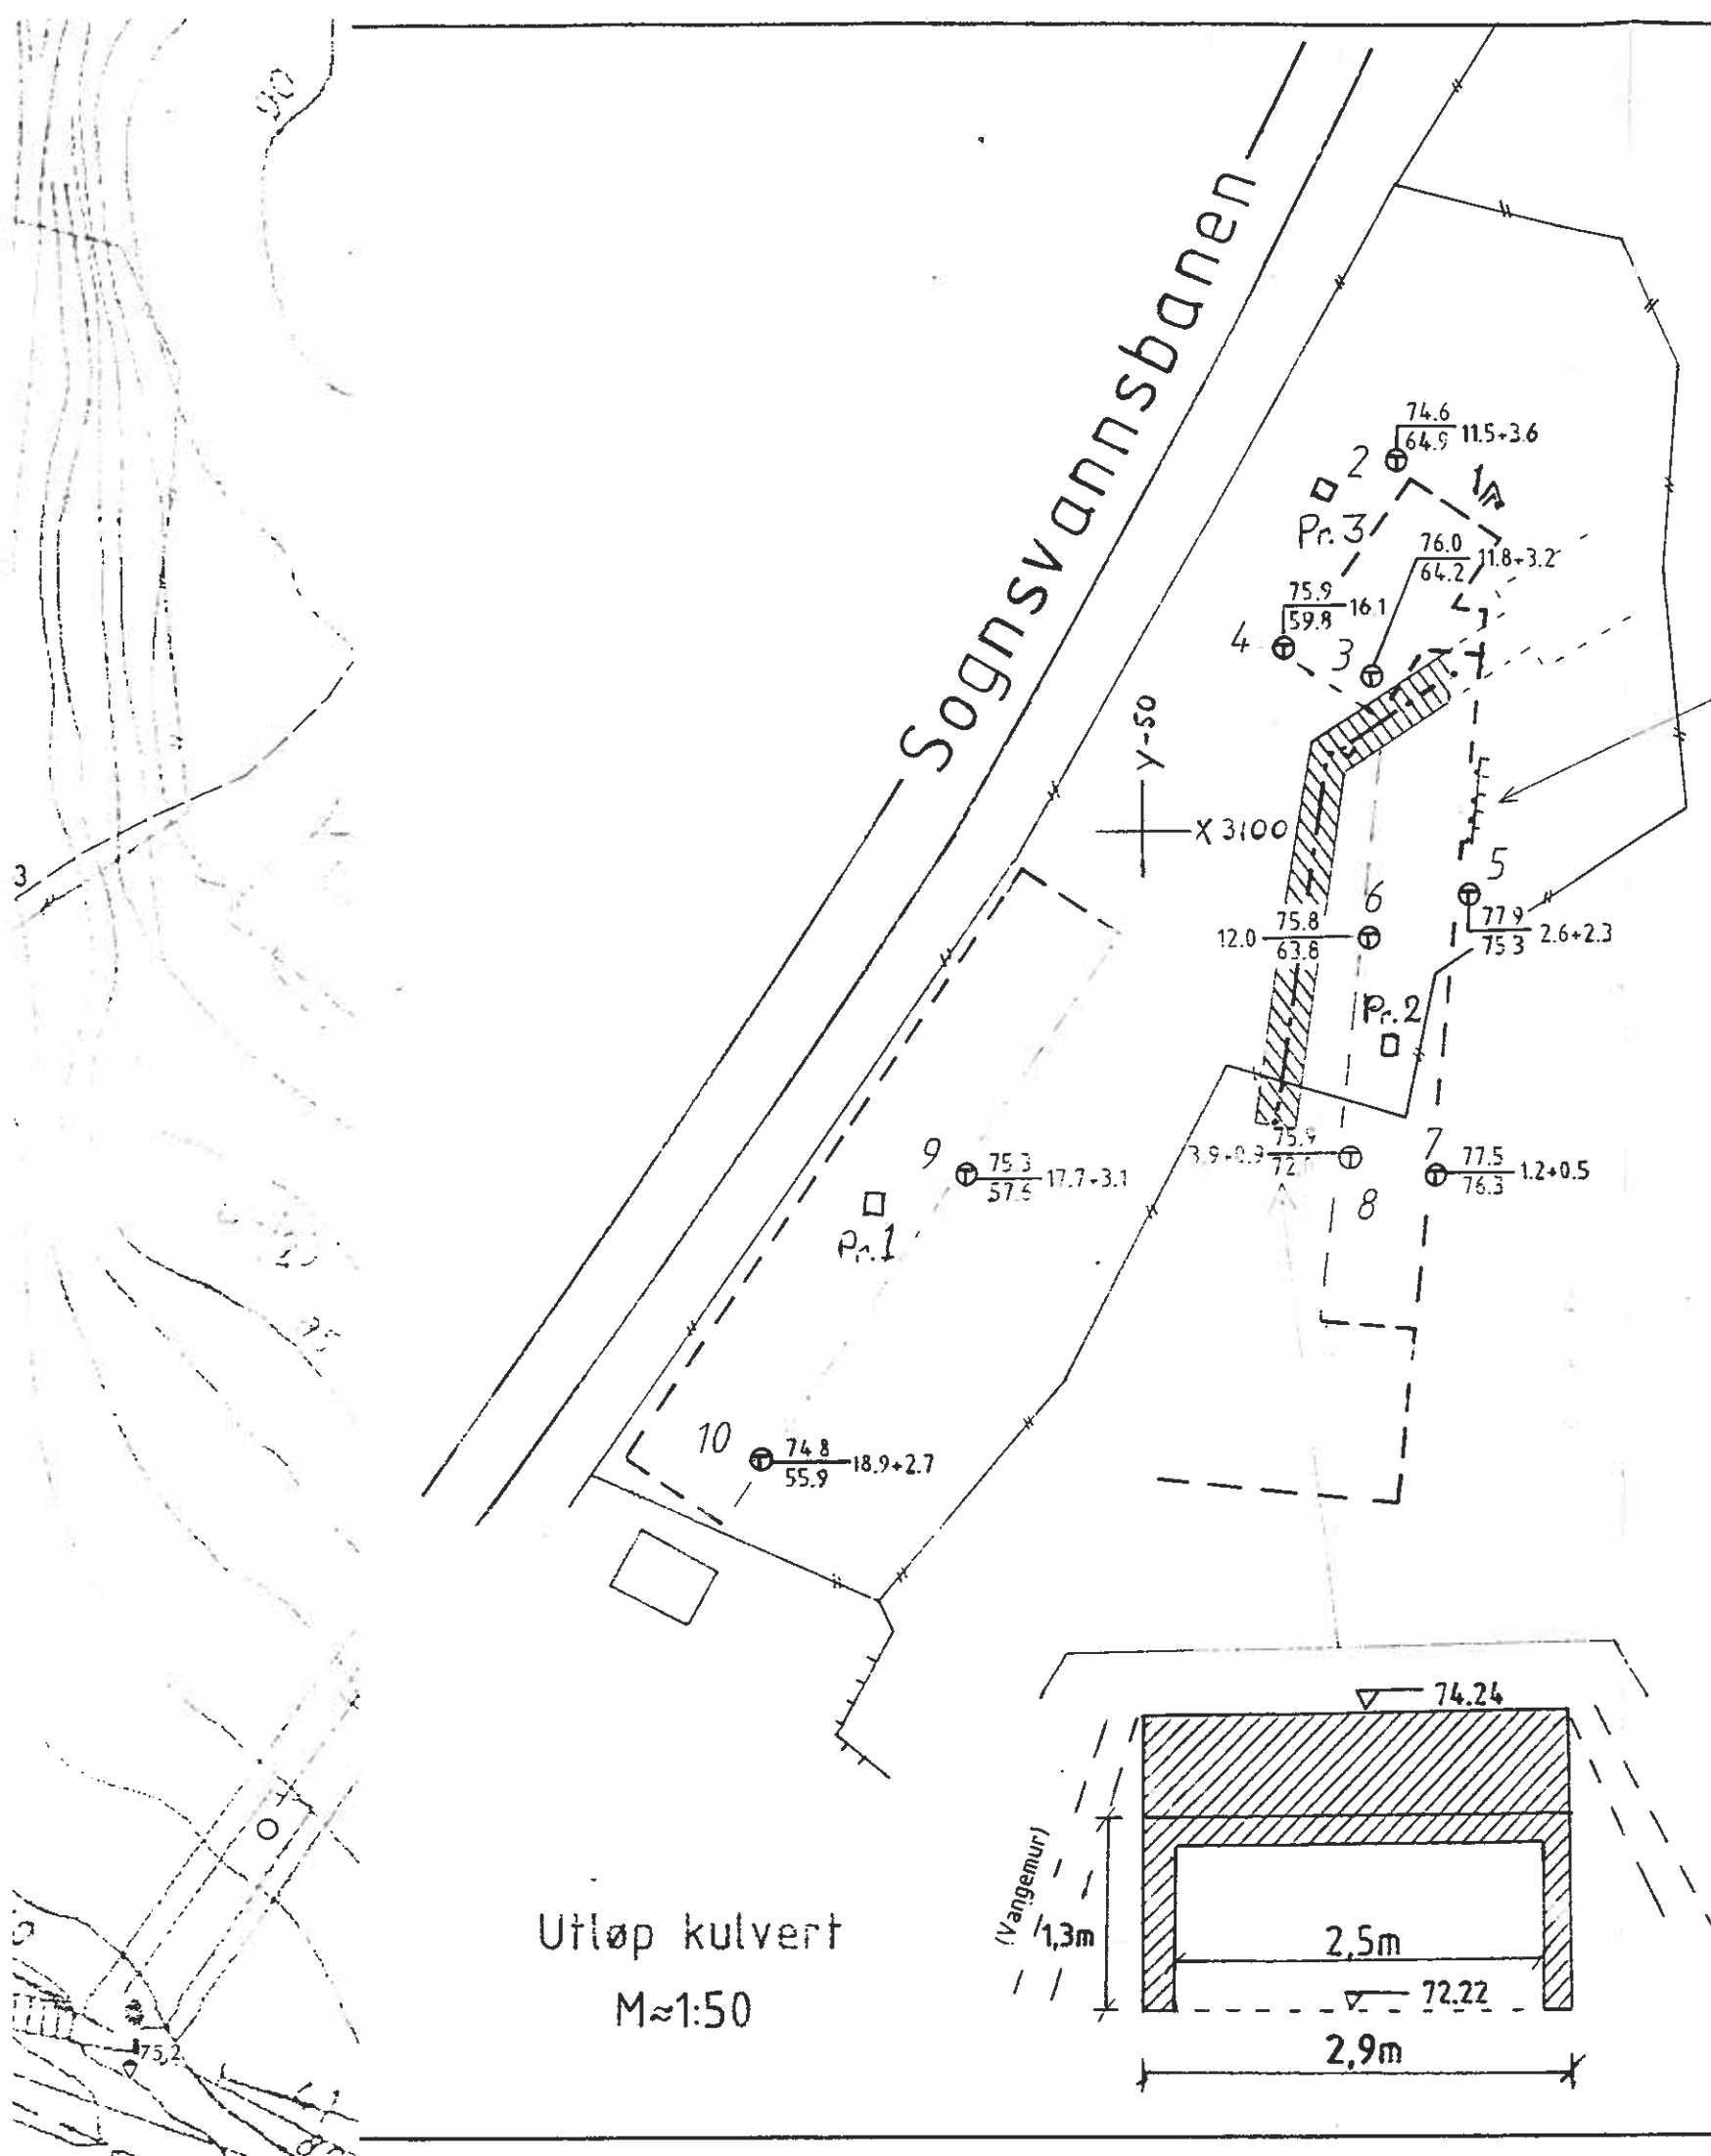 90
Sognsvannsbanen
74.6
64.9 11.5+3.6
2
1
Pr. 3
76.0
64.2 11.8+3.2
75.9
59.8 16.1
4
3
Y-50
X 3100
3
5
6
77.9
75.3 2.6+2.3
12.0 75.8
63.8
Pr. 2
9
75.3
17.7+3.1
3.9+0.9 75.9
7
77.5
76.3 1.2+0.5
8
Pr. 1
10
74.8
55.9 18.9+2.7
74.24
(Vangemur)
1,3m
Utløp kulvert
2,5m
M≈1:50
72.22
2,9m
75,2